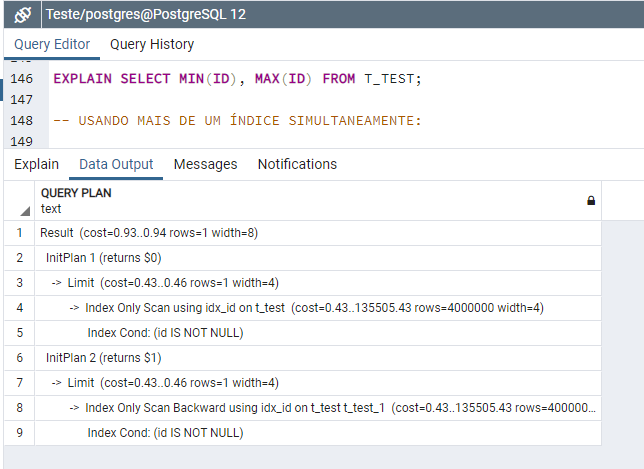 Teste/postgres@PostgreSQL 12
Query Editor Query History
146 EXPLAIN SELECT MIN(ID), MAX(ID) FROM T_TEST;
147
148 -- USANDO MAIS DE UM ÍNDICE SIMULTANEAMENTE:
149
Explain Data Output Messages Notifications
QUERY PLAN
text
1 Result (cost=0.93..0.94 rows=1 width=8)
2 InitPlan 1 (returns $0)
3 -> Limit (cost=0.43..0.46 rows=1 width=4)
4 -> Index Only Scan using idx_id on t_test (cost=0.43..135505.43 rows=4000000 width=4)
5 Index Cond: (id IS NOT NULL)
6 InitPlan 2 (returns $1)
7 -> Limit (cost=0.43..0.46 rows=1 width=4)
8 -> Index Only Scan Backward using idx_id on t_test t_test_1 (cost=0.43..135505.43 rows=400000...
9 Index Cond: (id IS NOT NULL)